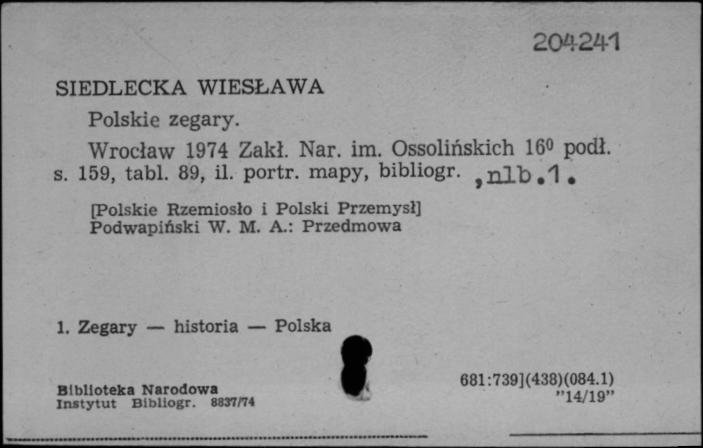 204241
SIEDLECKA WIESŁAWA
Polskie zegary.
Wrocław 1974 Zakł. Nar. im. Ossolińskich 16⁰ podł.
s. 159, tabl. 89, il. portr. mapy, bibliogr. , nlb.1.
[Polskie Rzemiosło i Polski Przemysł]
Podwapiński W. M. A.: Przedmowa
1. Zegary — historia — Polska
681:739](438)(084.1)
"14/19"
Biblioteka Narodowa
Instytut Bibliogr. 8837/74